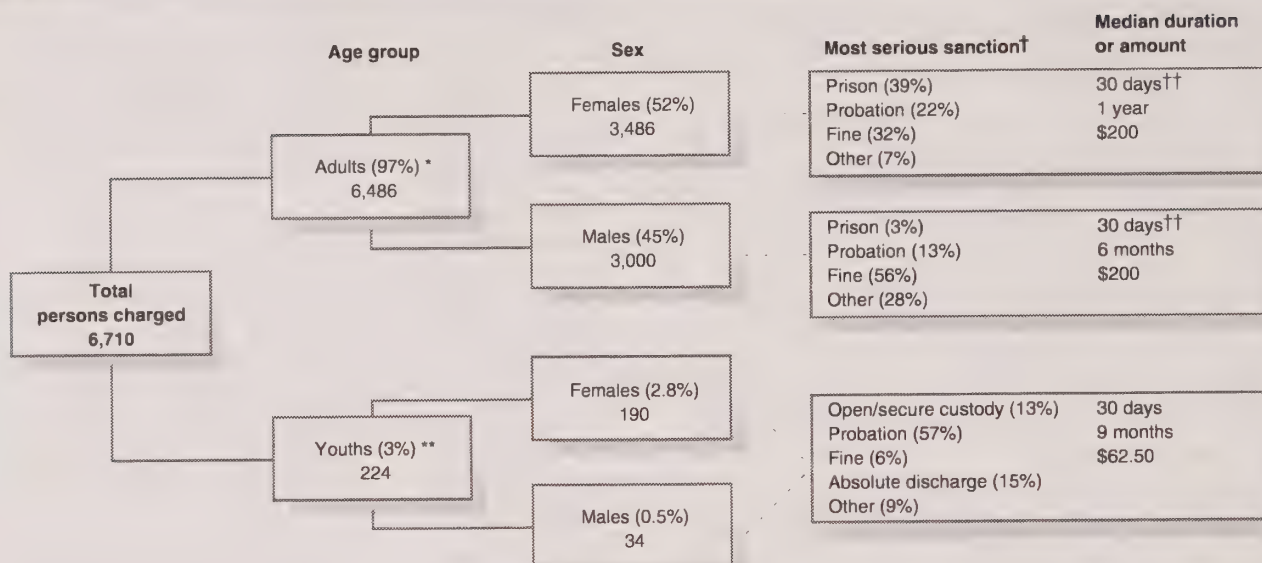 Age group
Sex
Most serious sanction†
Median duration
or amount
Total
persons charged
6,710
Adults (97%) *
6,486
Females (52%)
3,486
Prison (39%) 30 days††
Probation (22%) 1 year
Fine (32%) $200
Other (7%)
Males (45%)
3,000
Prison (3%) 30 days††
Probation (13%) 6 months
Fine (56%) $200
Other (28%)
Youths (3%) **
224
Females (2.8%)
190
Males (0.5%)
34
Open/secure custody (13%) 30 days
Probation (57%) 9 months
Fine (6%) $62.50
Absolute discharge (15%)
Other (9%)